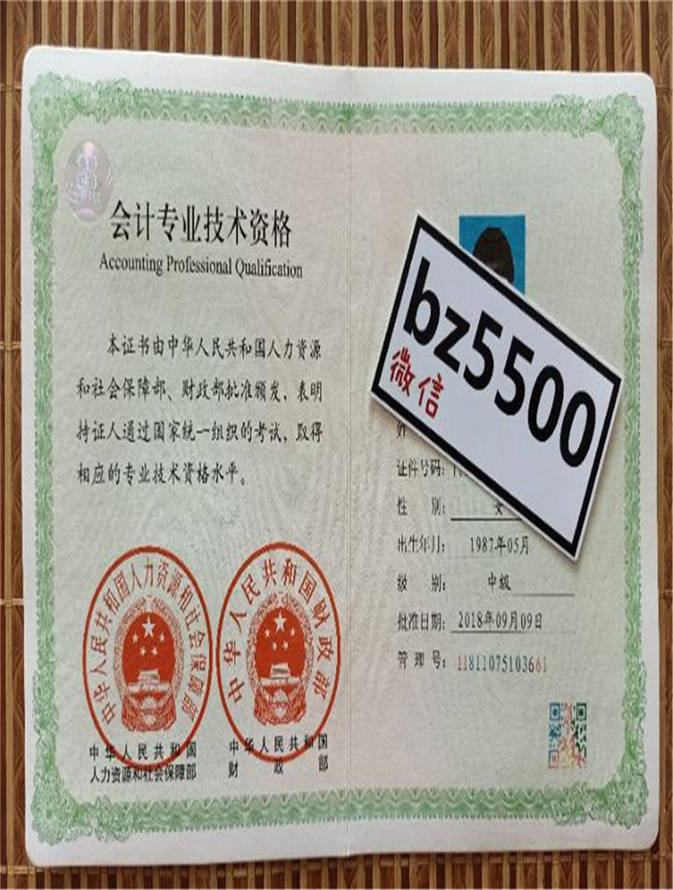 会计专业技术资格
Accounting Professional Qualification
本证书由中华人民共和国人力资源
和社会保障部、财政部批准颁发,表明
持证人通过国家统一组织的考试,取得
相应的专业技术资格水平。
中华人民共和国人力资源和社会保障部
中华人民共和国财政部
中华人民共和国
人力资源和社会保障部
中华人民共和国
财政部
bz5500
微信
证件号码:
性别: 女
出生年月: 1987年05月
级别: 中级
批准日期: 2018年09月09日
管理号: 11811075103661